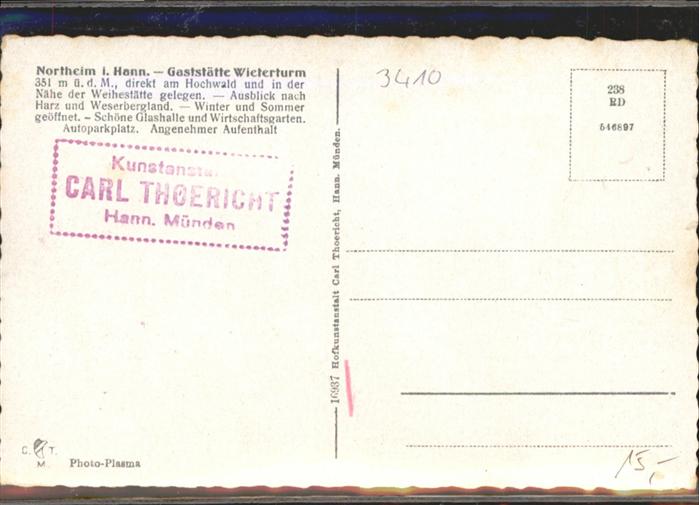 Northeim i. Hann. — Gaststätte Wieterturm
351 m ü. d. M., direkt am Hochwald und in der
Nähe der Weihestätte gelegen. — Ausblick nach
Harz und Weserbergland. — Winter und Sommer
geöffnet. – Schöne Glashalle und Wirtschaftsgarten.
Autoparkplatz. Angenehmer Aufenthalt
CARL THOERICHT
Hann. Münden
C. T.
M.
Photo-Plasma
16937 Hofkunstanstalt Carl Thoericht, Hann. Münden.
3410
238
RD
546897
15,-